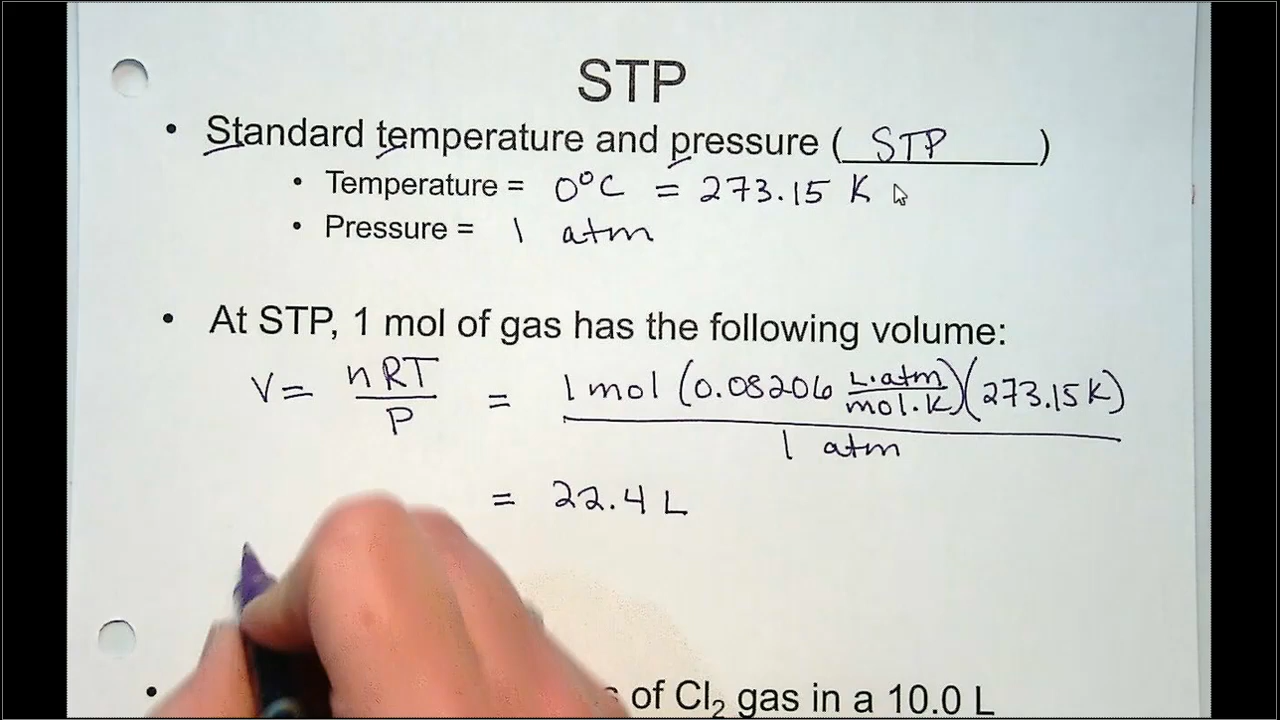 STP
• Standard temperature and pressure ( STP )
• Temperature = 0°C = 273.15 K
• Pressure = 1 atm
• At STP, 1 mol of gas has the following volume:
V = nRT / P = 1 mol (0.08206 L·atm / mol·K)(273.15 K) / 1 atm
= 22.4 L
• of Cl₂ gas in a 10.0 L